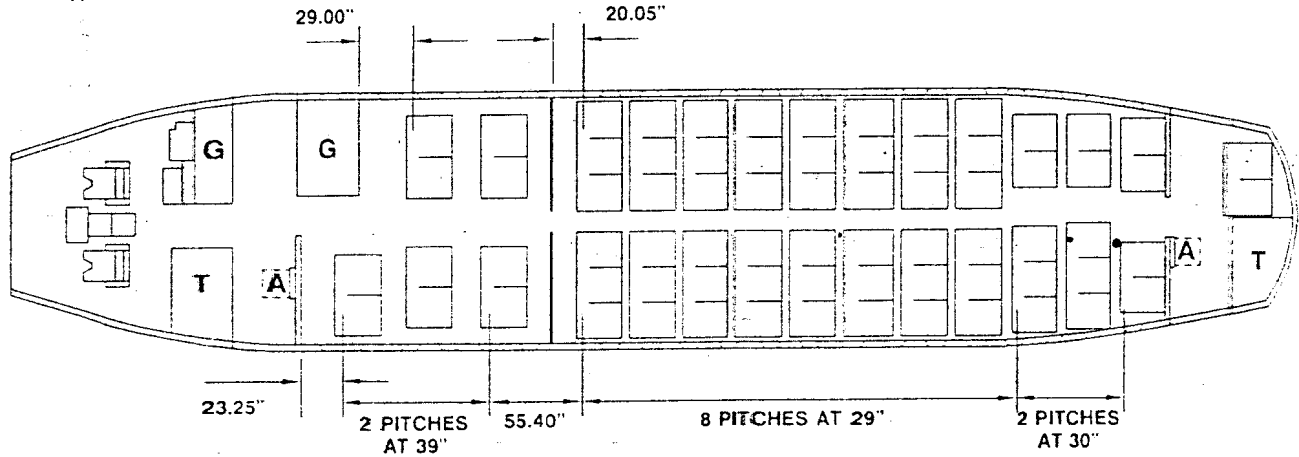 29.00"
20.05"
G
G
T
A
A
T
23.25"
2 PITCHES
AT 39"
55.40"
8 PITCHES AT 29"
2 PITCHES
AT 30"